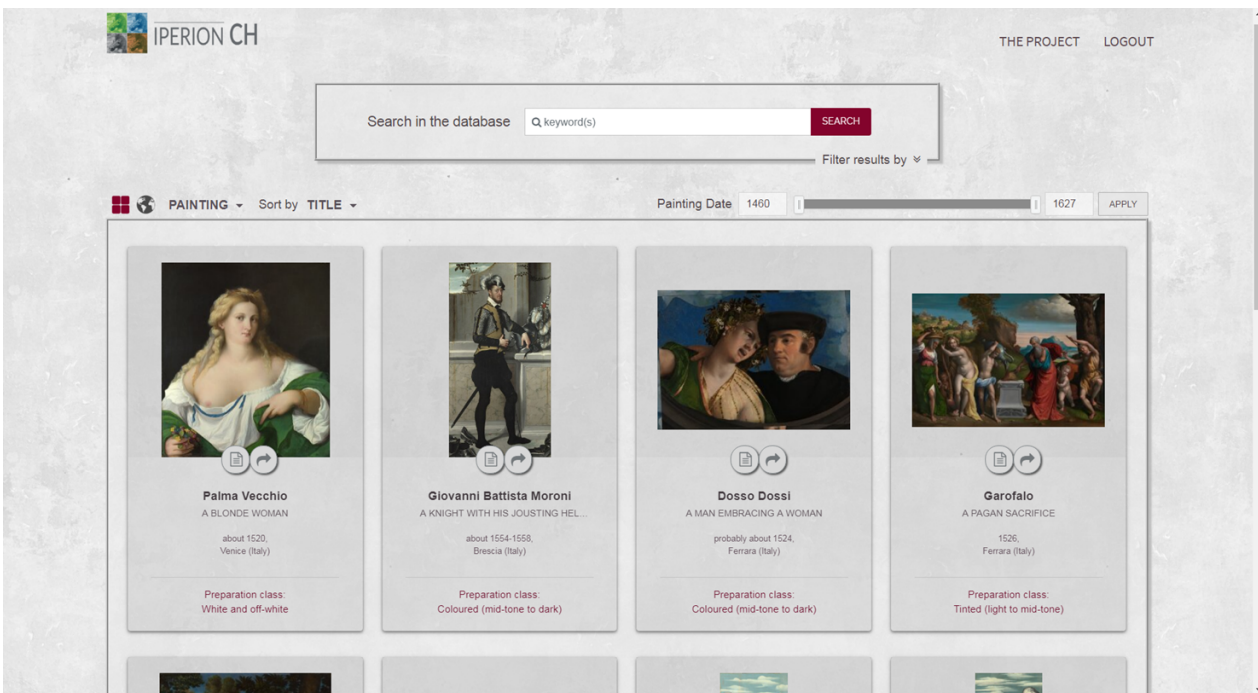 IPERION CH
THE PROJECT LOGOUT
Search in the database keyword(s) SEARCH
Filter results by
PAINTING Sort by TITLE Painting Date 1460 1627 APPLY
Palma Vecchio
A BLONDE WOMAN
about 1520,
Venice (Italy)
Preparation class:
White and off-white
Giovanni Battista Moroni
A KNIGHT WITH HIS JOUSTING HEL...
about 1554-1558,
Brescia (Italy)
Preparation class:
Coloured (mid-tone to dark)
Dosso Dossi
A MAN EMBRACING A WOMAN
probably about 1524,
Ferrara (Italy)
Preparation class:
Coloured (mid-tone to dark)
Garofalo
A PAGAN SACRIFICE
1526,
Ferrara (Italy)
Preparation class:
Tinted (light to mid-tone)